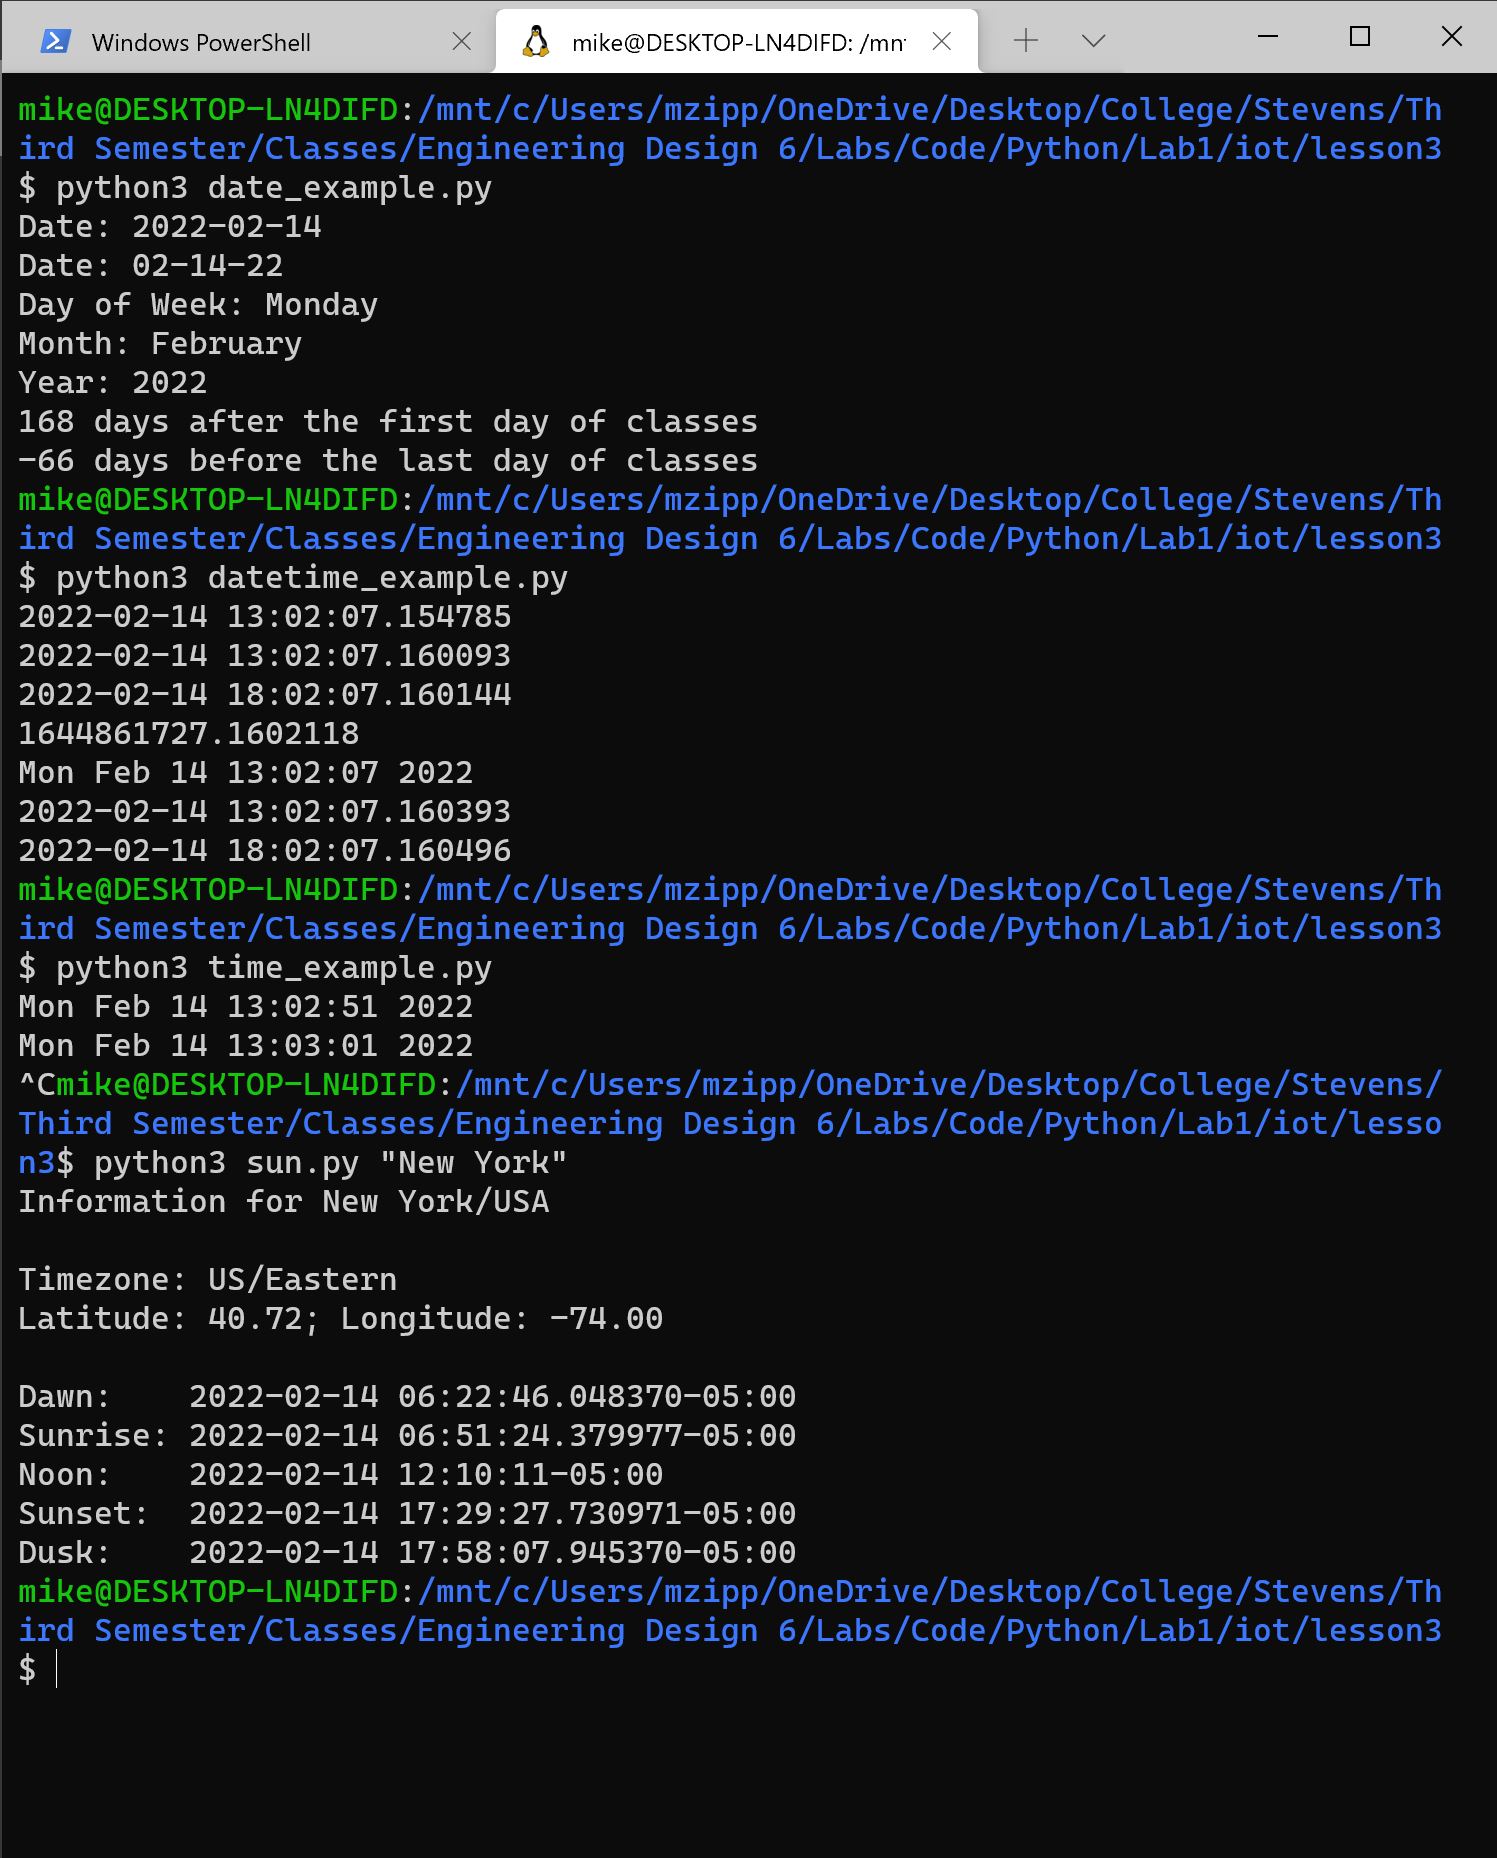 Windows PowerShell
mike@DESKTOP-LN4DIFD: /mnt
mike@DESKTOP-LN4DIFD:/mnt/c/Users/mzipp/OneDrive/Desktop/College/Stevens/Th
ird Semester/Classes/Engineering Design 6/Labs/Code/Python/Lab1/iot/lesson3
$ python3 date_example.py
Date: 2022-02-14
Date: 02-14-22
Day of Week: Monday
Month: February
Year: 2022
168 days after the first day of classes
-66 days before the last day of classes
mike@DESKTOP-LN4DIFD:/mnt/c/Users/mzipp/OneDrive/Desktop/College/Stevens/Th
ird Semester/Classes/Engineering Design 6/Labs/Code/Python/Lab1/iot/lesson3
$ python3 datetime_example.py
2022-02-14 13:02:07.154785
2022-02-14 13:02:07.160093
2022-02-14 18:02:07.160144
1644861727.1602118
Mon Feb 14 13:02:07 2022
2022-02-14 13:02:07.160393
2022-02-14 18:02:07.160496
mike@DESKTOP-LN4DIFD:/mnt/c/Users/mzipp/OneDrive/Desktop/College/Stevens/Th
ird Semester/Classes/Engineering Design 6/Labs/Code/Python/Lab1/iot/lesson3
$ python3 time_example.py
Mon Feb 14 13:02:51 2022
Mon Feb 14 13:03:01 2022
^Cmike@DESKTOP-LN4DIFD:/mnt/c/Users/mzipp/OneDrive/Desktop/College/Stevens/
Third Semester/Classes/Engineering Design 6/Labs/Code/Python/Lab1/iot/lesso
n3$ python3 sun.py "New York"
Information for New York/USA
Timezone: US/Eastern
Latitude: 40.72; Longitude: -74.00
Dawn:    2022-02-14 06:22:46.048370-05:00
Sunrise: 2022-02-14 06:51:24.379977-05:00
Noon:    2022-02-14 12:10:11-05:00
Sunset:  2022-02-14 17:29:27.730971-05:00
Dusk:    2022-02-14 17:58:07.945370-05:00
mike@DESKTOP-LN4DIFD:/mnt/c/Users/mzipp/OneDrive/Desktop/College/Stevens/Th
ird Semester/Classes/Engineering Design 6/Labs/Code/Python/Lab1/iot/lesson3
$